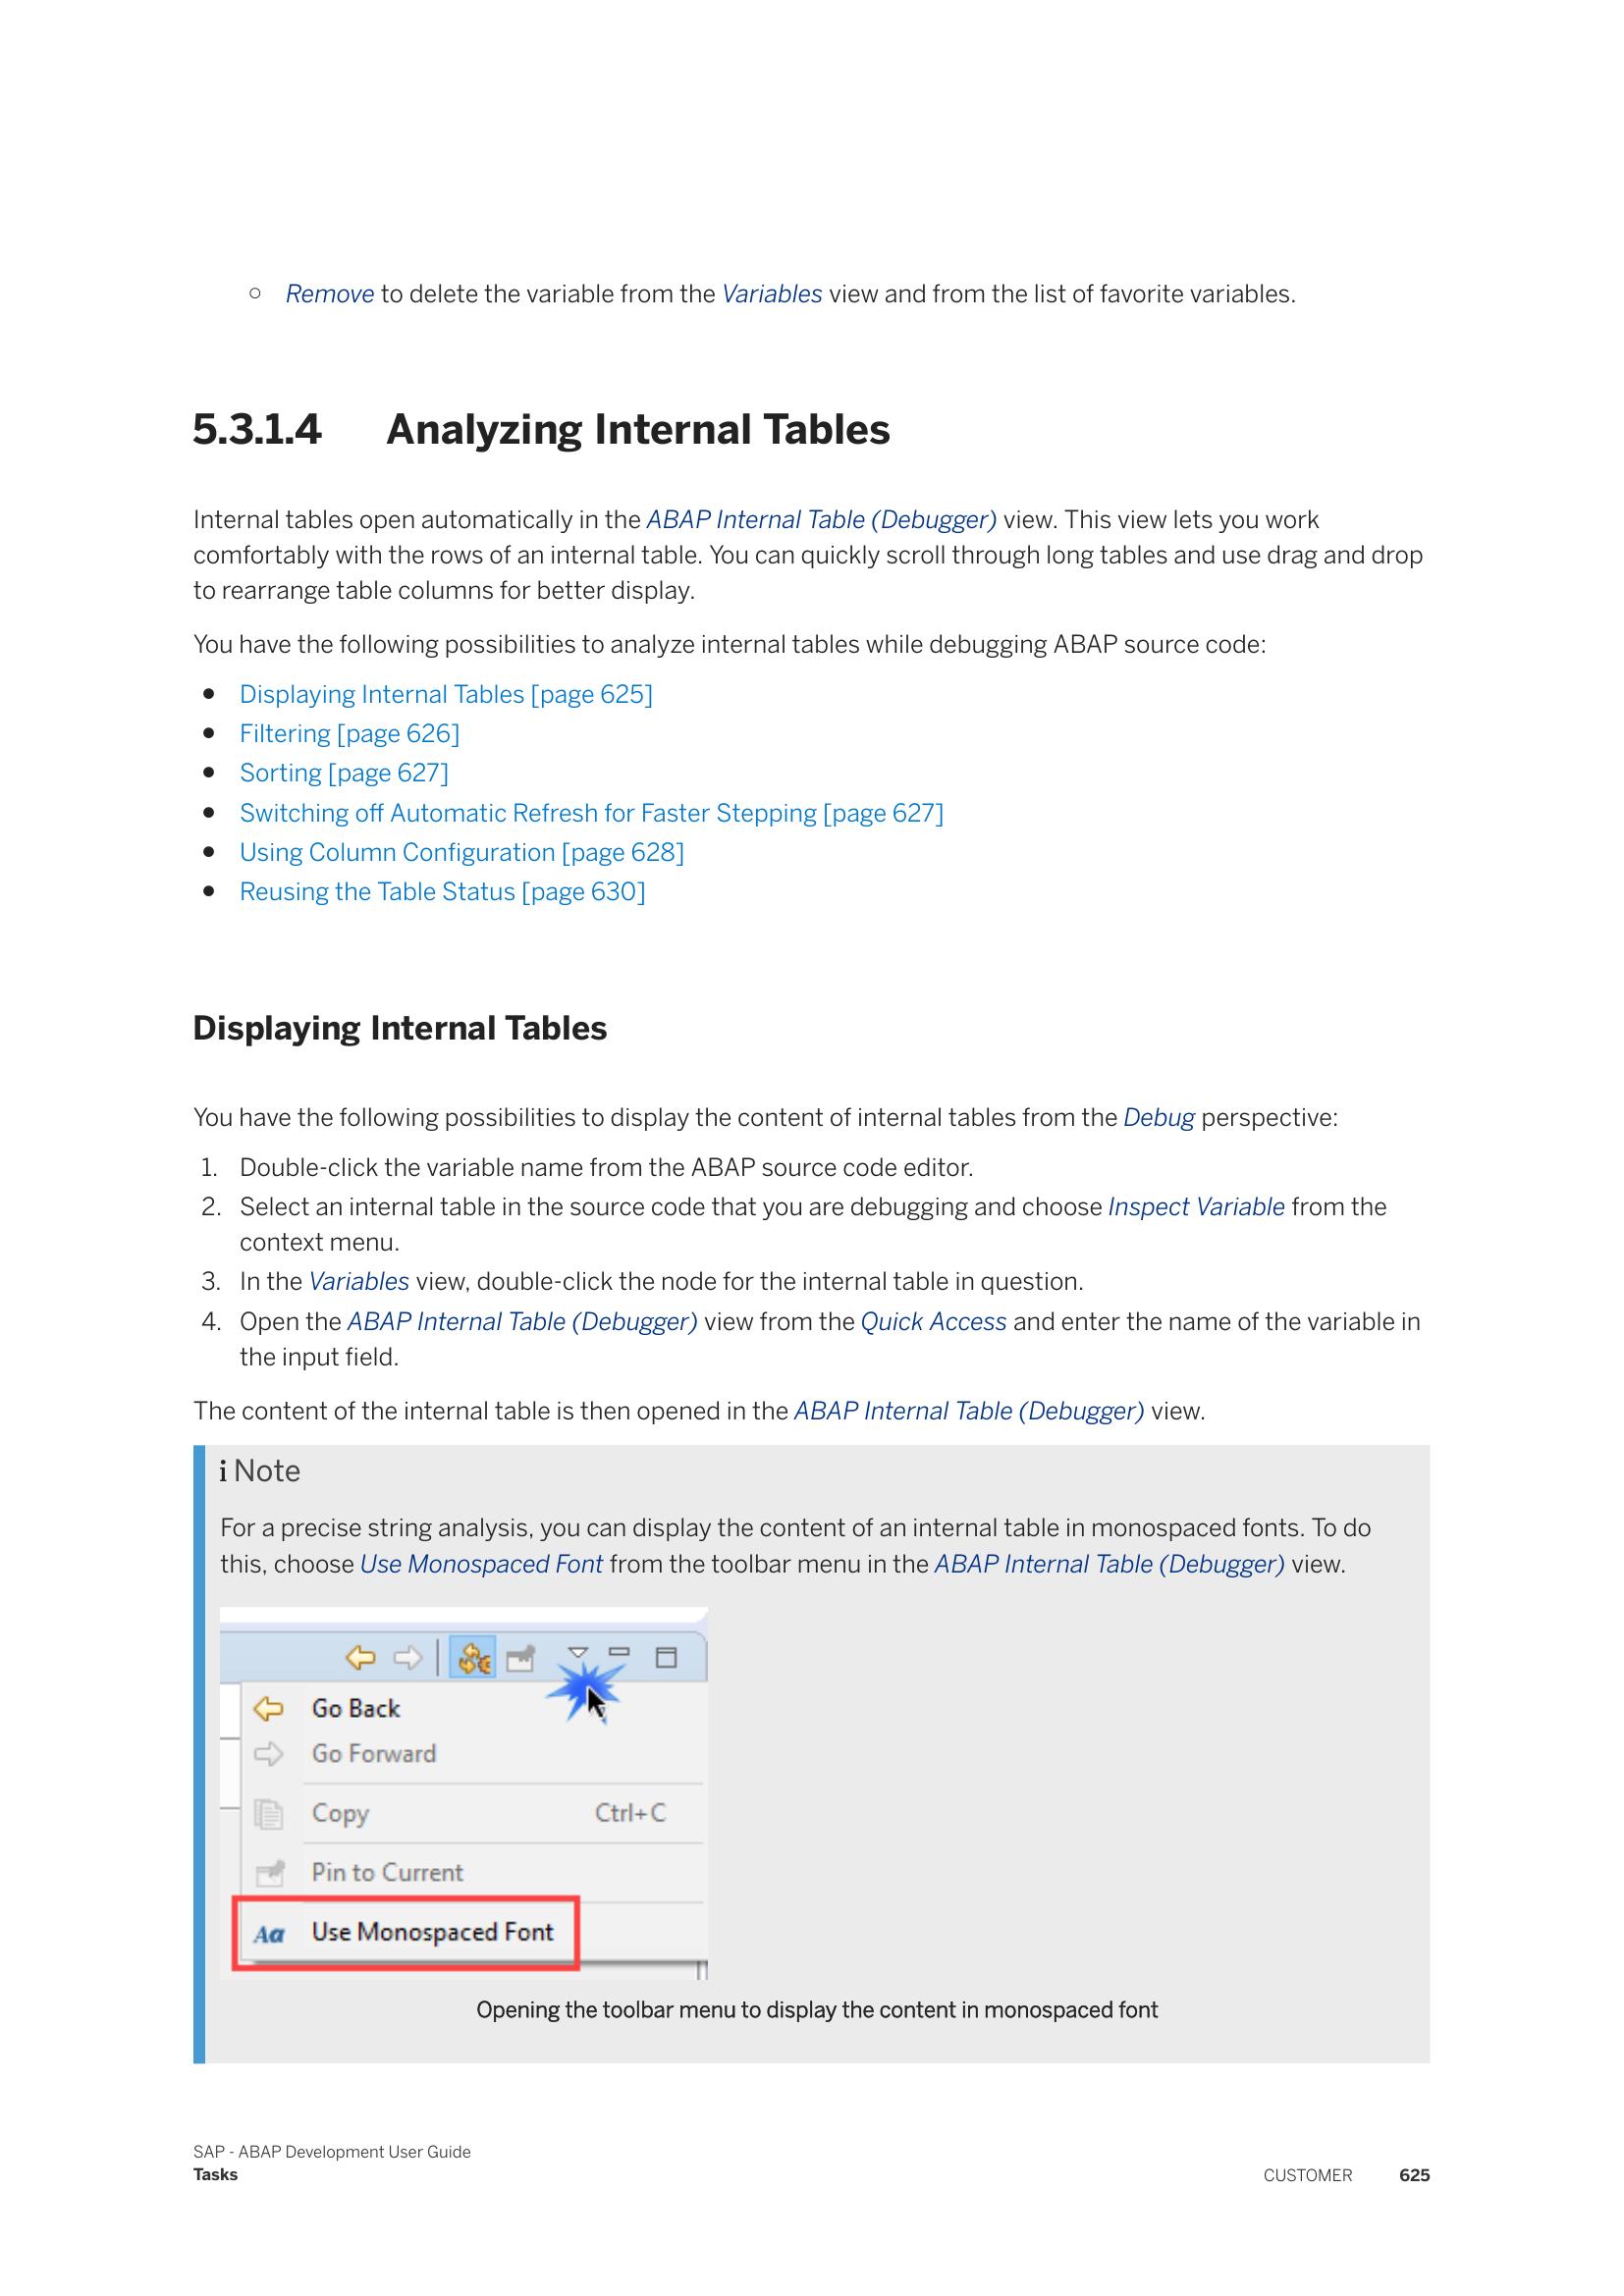 ○ Remove to delete the variable from the Variables view and from the list of favorite variables.
5.3.1.4 Analyzing Internal Tables
Internal tables open automatically in the ABAP Internal Table (Debugger) view. This view lets you work
comfortably with the rows of an internal table. You can quickly scroll through long tables and use drag and drop
to rearrange table columns for better display.
You have the following possibilities to analyze internal tables while debugging ABAP source code:
● Displaying Internal Tables [page 625]
● Filtering [page 626]
● Sorting [page 627]
● Switching off Automatic Refresh for Faster Stepping [page 627]
● Using Column Configuration [page 628]
● Reusing the Table Status [page 630]
Displaying Internal Tables
You have the following possibilities to display the content of internal tables from the Debug perspective:
1. Double-click the variable name from the ABAP source code editor.
2. Select an internal table in the source code that you are debugging and choose Inspect Variable from the
context menu.
3. In the Variables view, double-click the node for the internal table in question.
4. Open the ABAP Internal Table (Debugger) view from the Quick Access and enter the name of the variable in
the input field.
The content of the internal table is then opened in the ABAP Internal Table (Debugger) view.
i Note
For a precise string analysis, you can display the content of an internal table in monospaced fonts. To do
this, choose Use Monospaced Font from the toolbar menu in the ABAP Internal Table (Debugger) view.
Go Back
Go Forward
Copy Ctrl+C
Pin to Current
Aa Use Monospaced Font
Opening the toolbar menu to display the content in monospaced font
SAP - ABAP Development User Guide
Tasks CUSTOMER 625